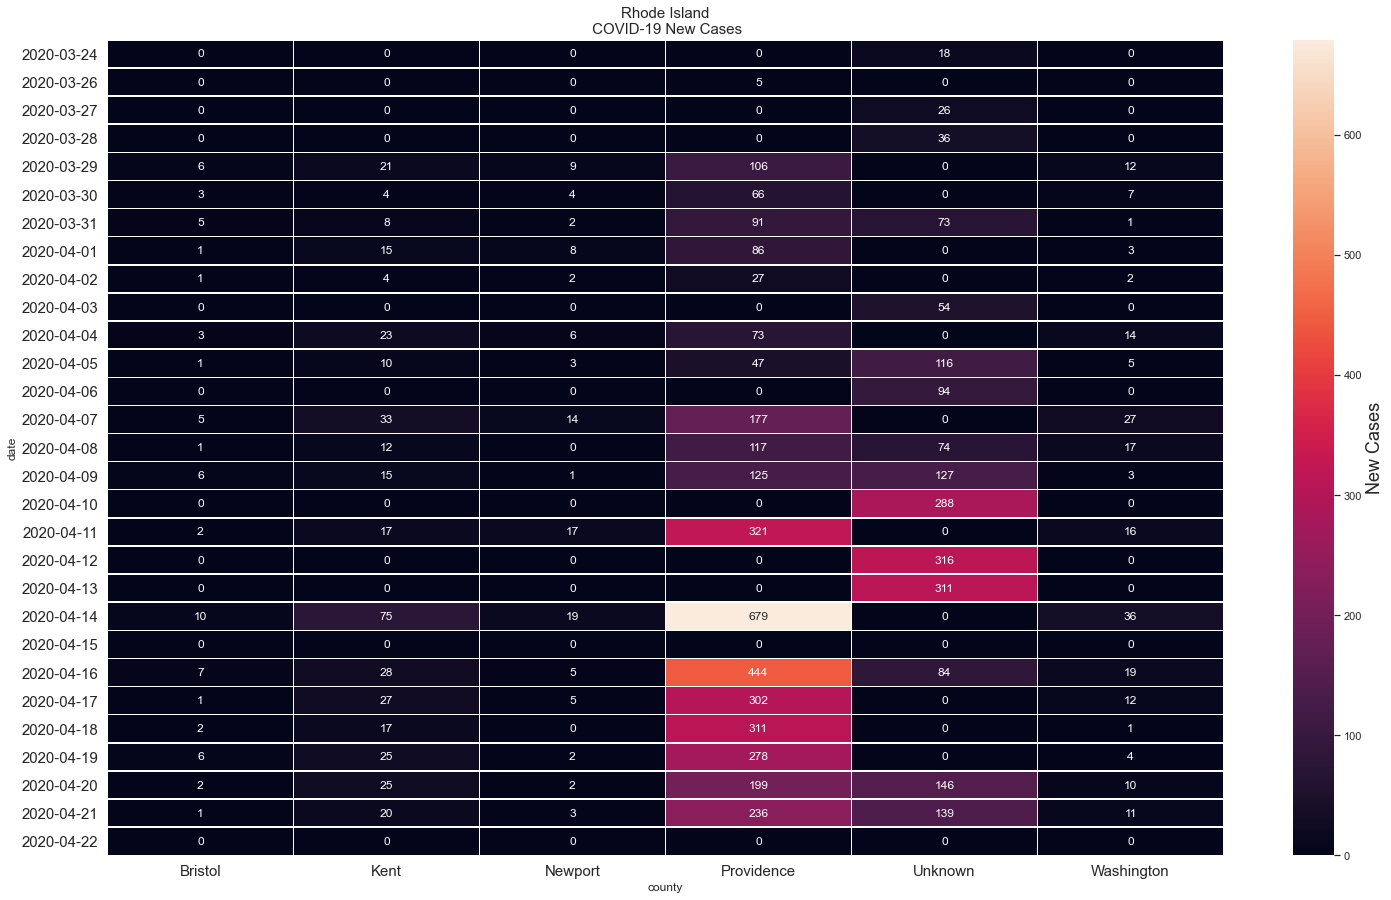 Rhode Island
COVID-19 New Cases
2020-03-24 0 0 0 0 18 0
2020-03-26 0 0 0 5 0 0
2020-03-27 0 0 0 0 26 0
2020-03-28 0 0 0 0 36 0
2020-03-29 6 21 9 106 0 12
2020-03-30 3 4 4 66 0 7
2020-03-31 5 8 2 91 73 1
2020-04-01 1 15 8 86 0 3
2020-04-02 1 4 2 27 0 2
2020-04-03 0 0 0 0 54 0
2020-04-04 3 23 6 73 0 14
2020-04-05 1 10 3 47 116 5
2020-04-06 0 0 0 0 94 0
2020-04-07 5 33 14 177 0 27
2020-04-08 1 12 0 117 74 17
2020-04-09 6 15 1 125 127 3
2020-04-10 0 0 0 0 288 0
2020-04-11 2 17 17 321 0 16
2020-04-12 0 0 0 0 316 0
2020-04-13 0 0 0 0 311 0
2020-04-14 10 75 19 679 0 36
2020-04-15 0 0 0 0 0 0
2020-04-16 7 28 5 444 84 19
2020-04-17 1 27 5 302 0 12
2020-04-18 2 17 0 311 0 1
2020-04-19 6 25 2 278 0 4
2020-04-20 2 25 2 199 146 10
2020-04-21 1 20 3 236 139 11
2020-04-22 0 0 0 0 0 0
date
Bristol Kent Newport Providence Unknown Washington
county
600
500
400
300
200
100
0
New Cases